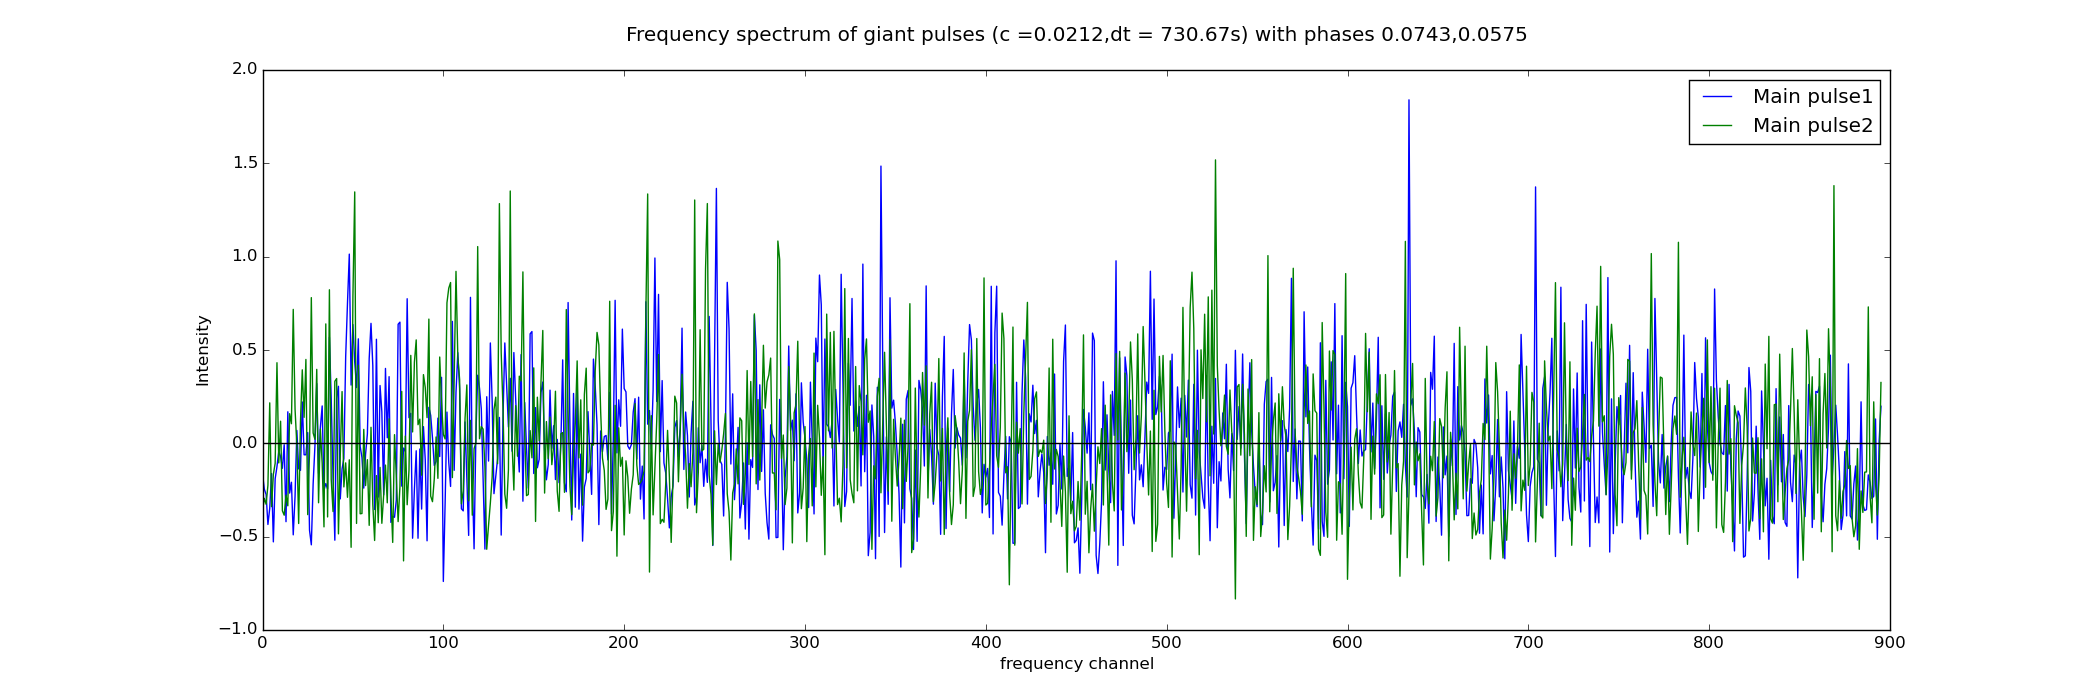 Frequency spectrum of giant pulses (c =0.0212,dt = 730.67s) with phases 0.0743,0.0575
2.0
1.5
1.0
0.5
0.0
−0.5
−1.0
Intensity
Main pulse1
Main pulse2
0 100 200 300 400 500 600 700 800 900
frequency channel